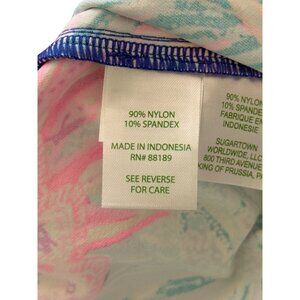 90% NYLON
10% SPANDEX
MADE IN INDONESIA
RN# 88189
SEE REVERSE
FOR CARE
90% NYLON
10% SPANDEX
FABRIQUE EN
INDONESIE
SUGARTOWN
WORLDWIDE, LLC
800 THIRD AVENUE
KING OF PRUSSIA, PA